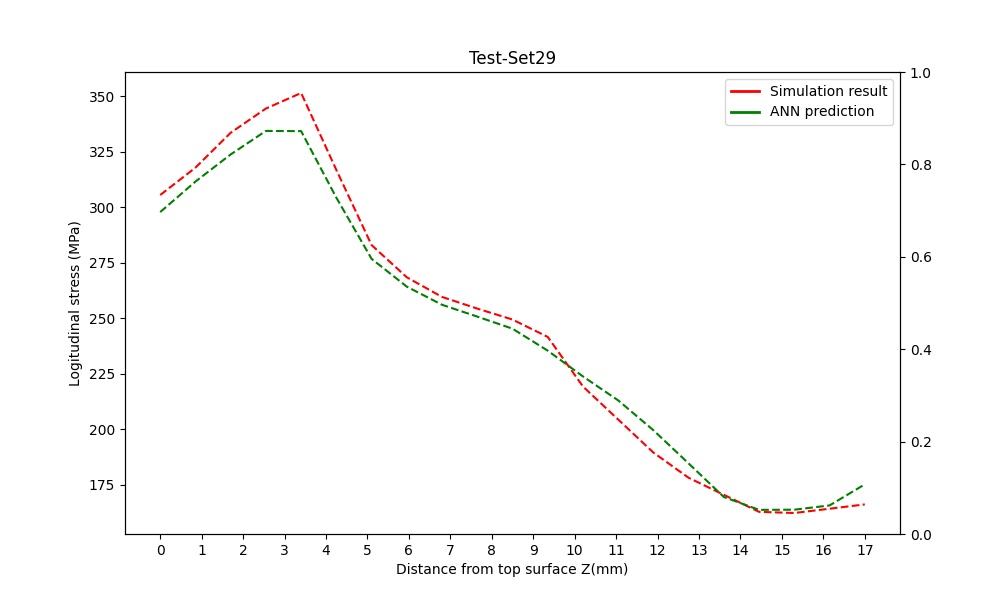 Test-Set29
Simulation result
ANN prediction
Logitudinal stress (MPa)
350
325
300
275
250
225
200
175
1.0
0.8
0.6
0.4
0.2
0.0
0 1 2 3 4 5 6 7 8 9 10 11 12 13 14 15 16 17
Distance from top surface Z(mm)